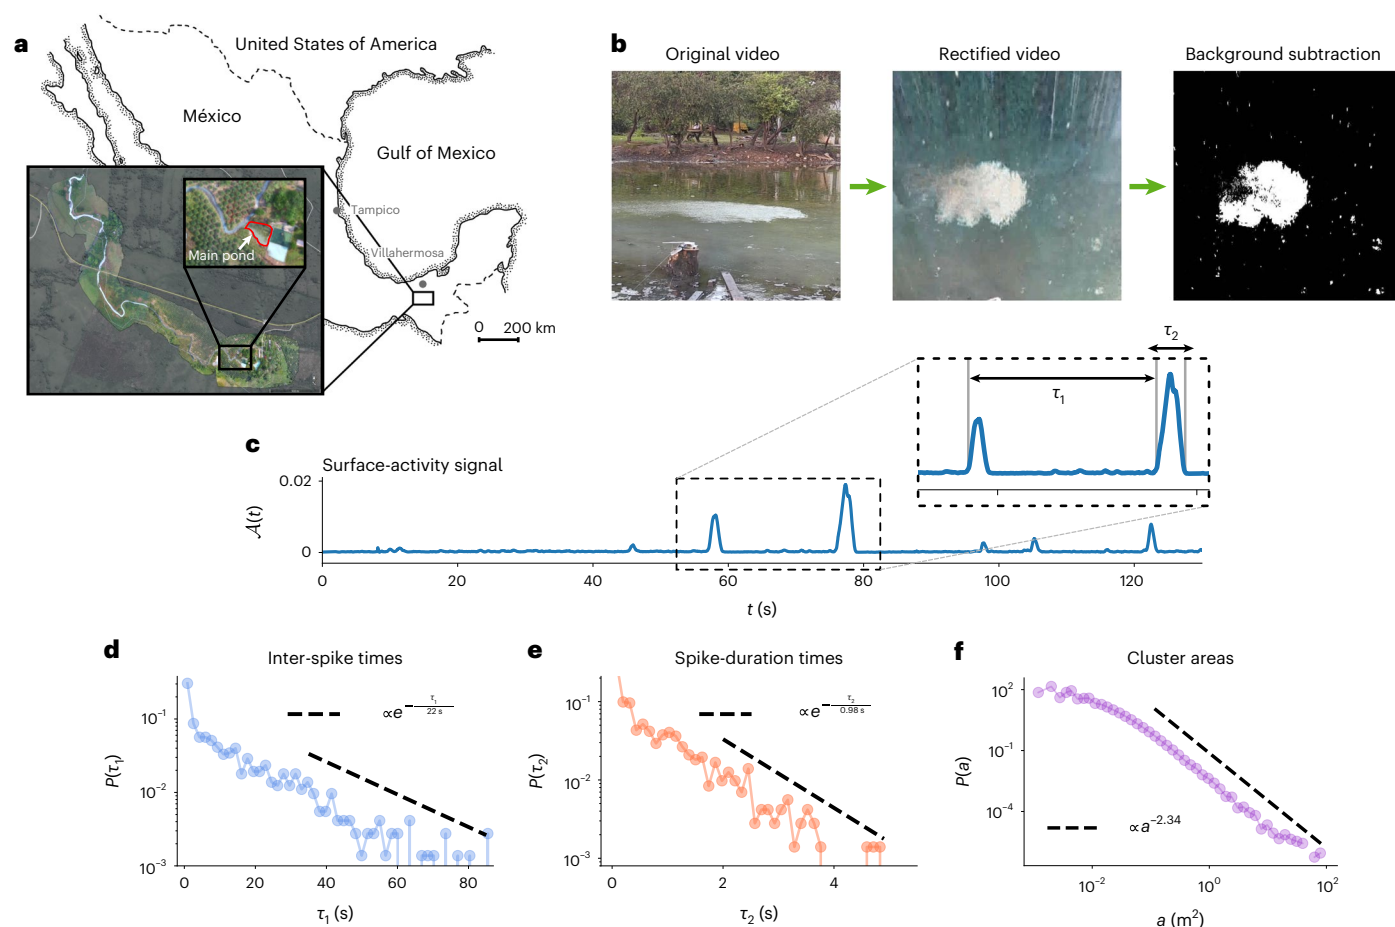 a
United States of America
México
Gulf of Mexico
Tampico
Villahermosa
Main pond
0 200 km
b
Original video
Rectified video
Background subtraction
τ2
τ1
c
Surface-activity signal
0.02
0
𝒜(t)
0 20 40 60 80 100 120
t (s)
d
Inter-spike times
∝e^{−τ1/22 s}
10^{−1}
10^{−2}
10^{−3}
P(τ1)
0 20 40 60 80
τ1 (s)
e
Spike-duration times
∝e^{−τ2/0.98 s}
10^{−1}
10^{−2}
10^{−3}
P(τ2)
0 2 4
τ2 (s)
f
Cluster areas
10^2
10^{−1}
10^{−4}
P(a)
∝a^{−2.34}
10^{−2} 10^0 10^2
a (m^2)